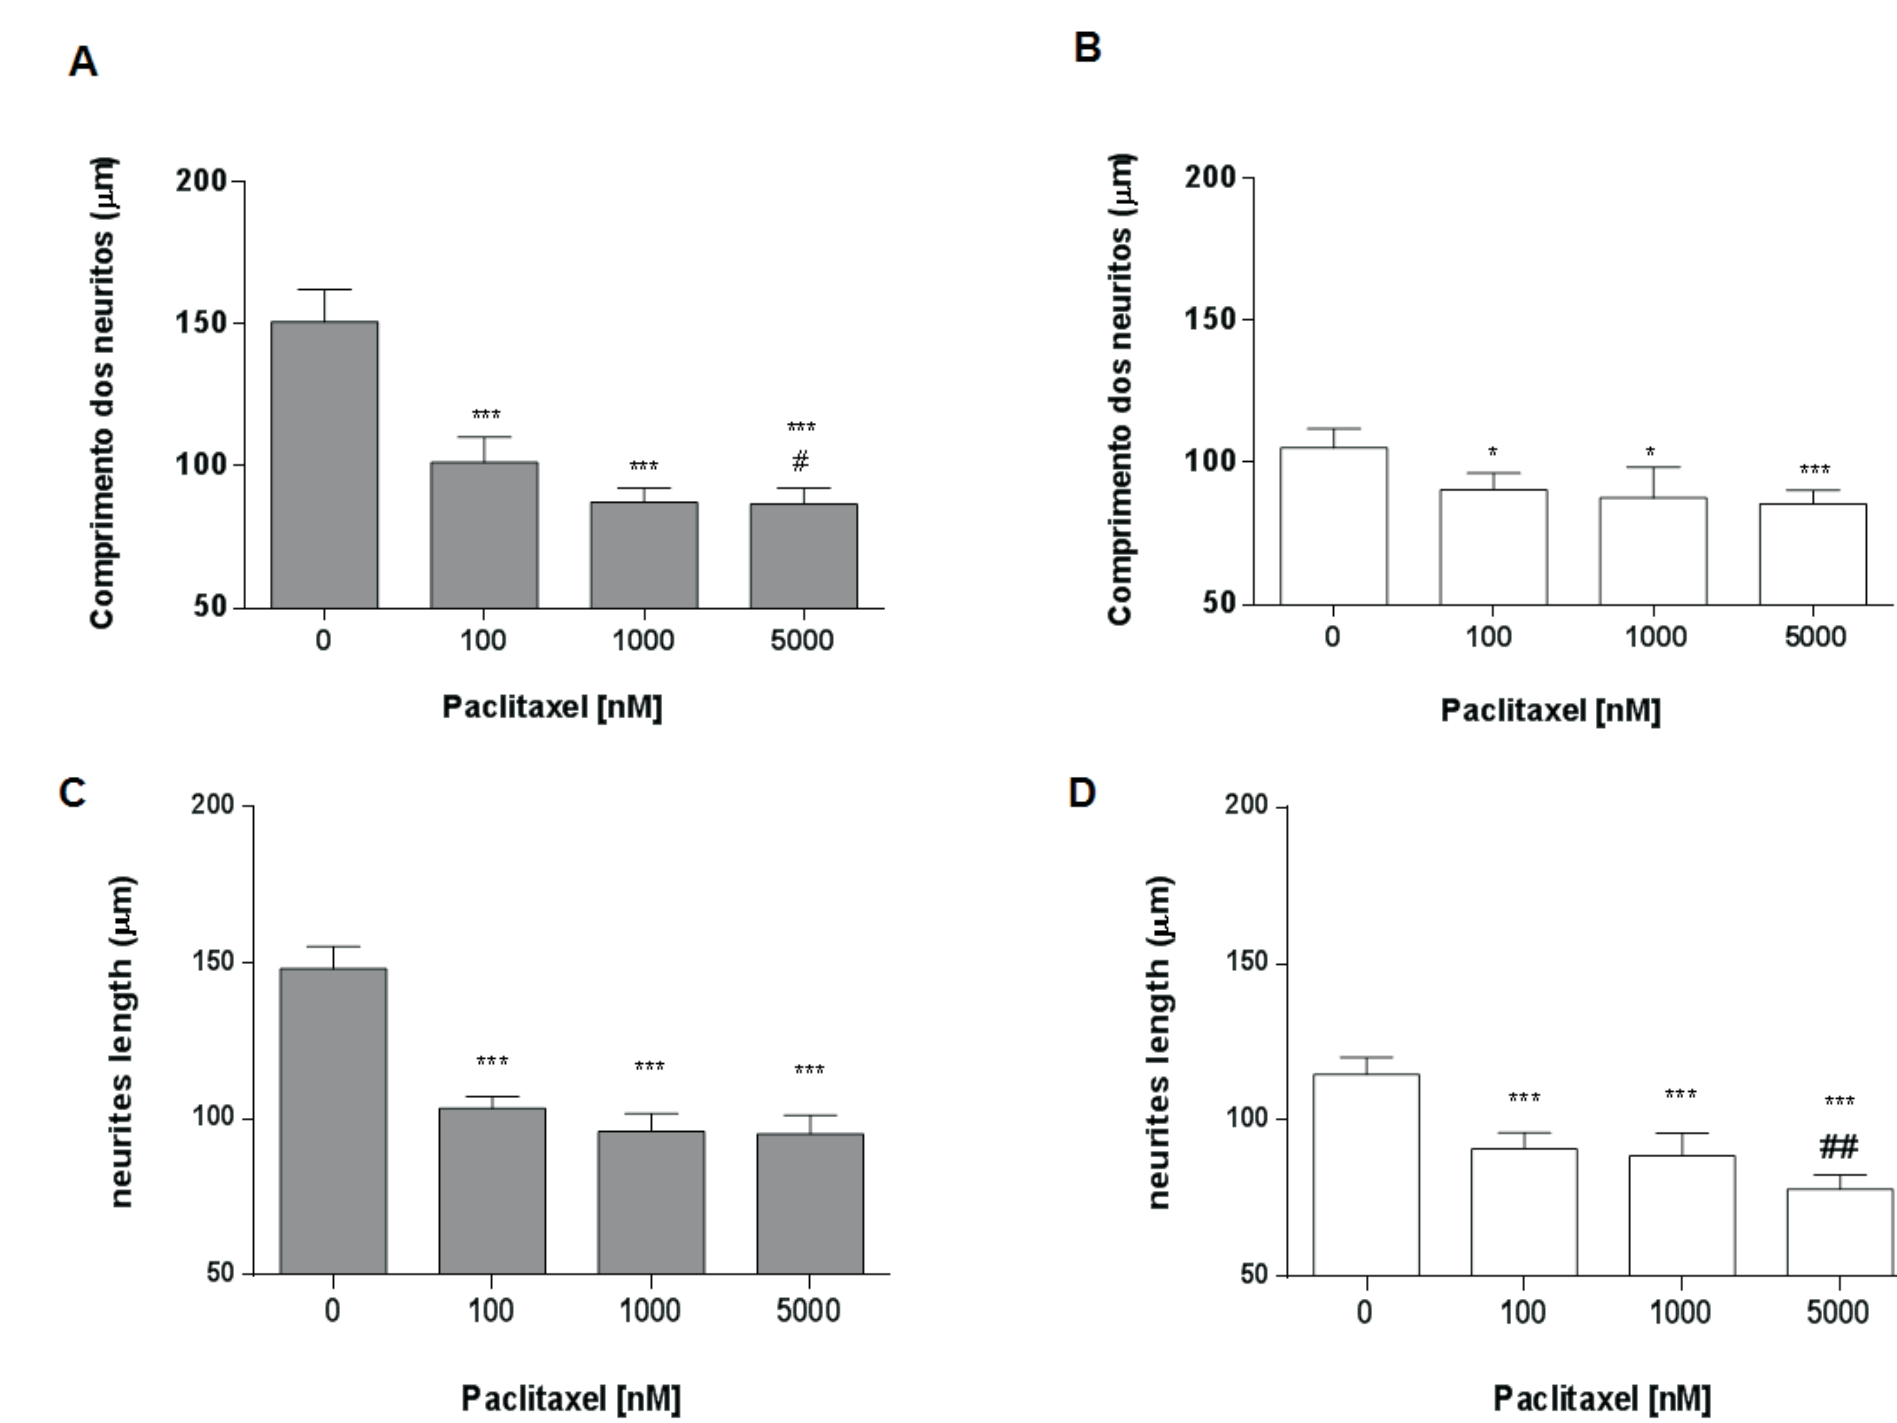 A
Comprimento dos neuritos (μm)
200
150
100
50
***
***
***
#
0 100 1000 5000
Paclitaxel [nM]
B
Comprimento dos neuritos (μm)
200
150
100
50
*
*
***
0 100 1000 5000
Paclitaxel [nM]
C
neurites length (μm)
200
150
100
50
***
***
***
0 100 1000 5000
Paclitaxel [nM]
D
neurites length (μm)
200
150
100
50
***
***
***
##
0 100 1000 5000
Paclitaxel [nM]